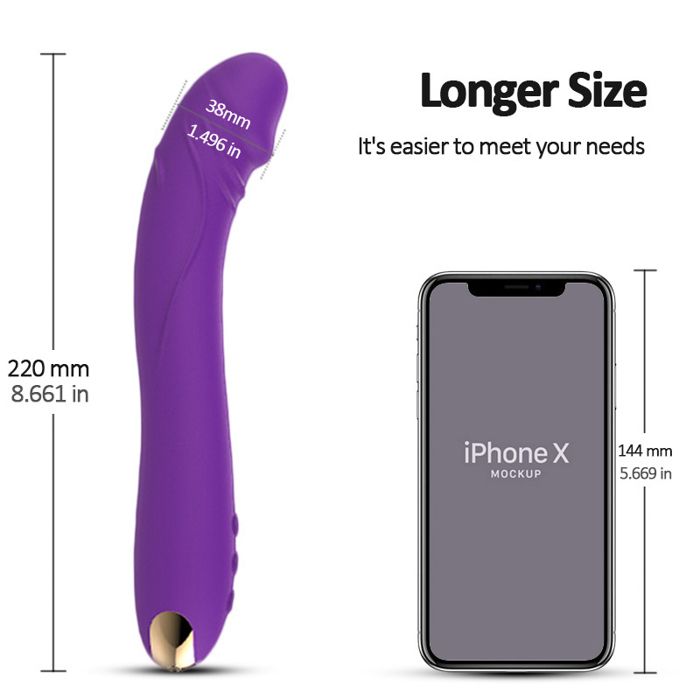 Longer Size
It's easier to meet your needs
38mm
1.496 in
220 mm
8.661 in
iPhone X
MOCKUP
144 mm
5.669 in